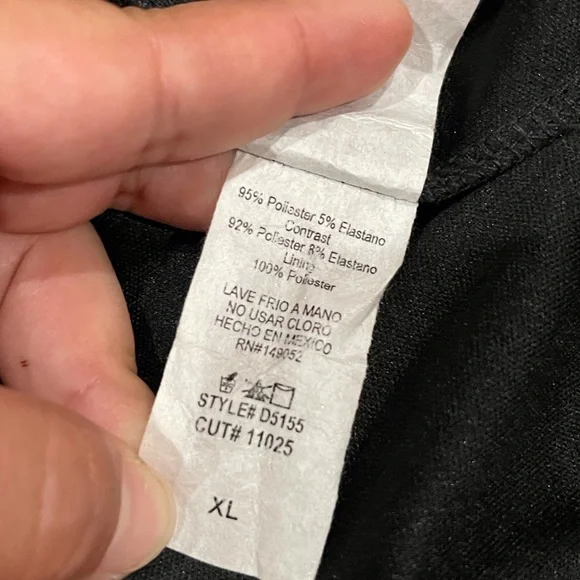 95% Poliester 5% Elastano
Contrast
92% Poliester 8% Elastano
Lining
100% Poliester
LAVE FRIO A MANO
NO USAR CLORO
HECHO EN MEXICO
RN#149052
STYLE# D5155
CUT# 11025
XL